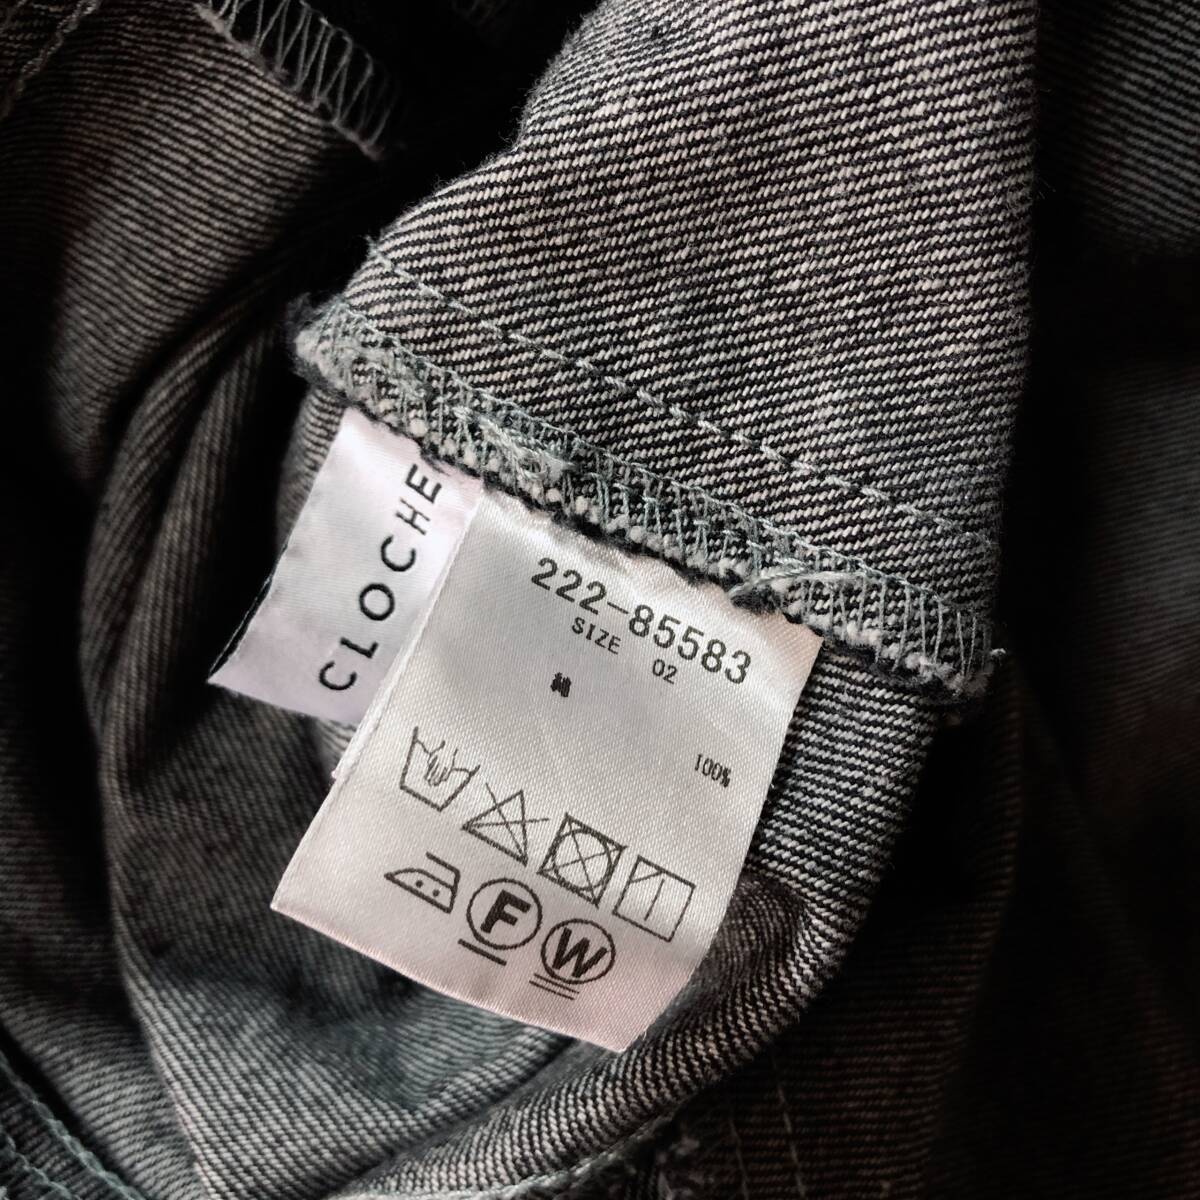 CLOCHE
222-85583
SIZE 02
綿
100%
F
W